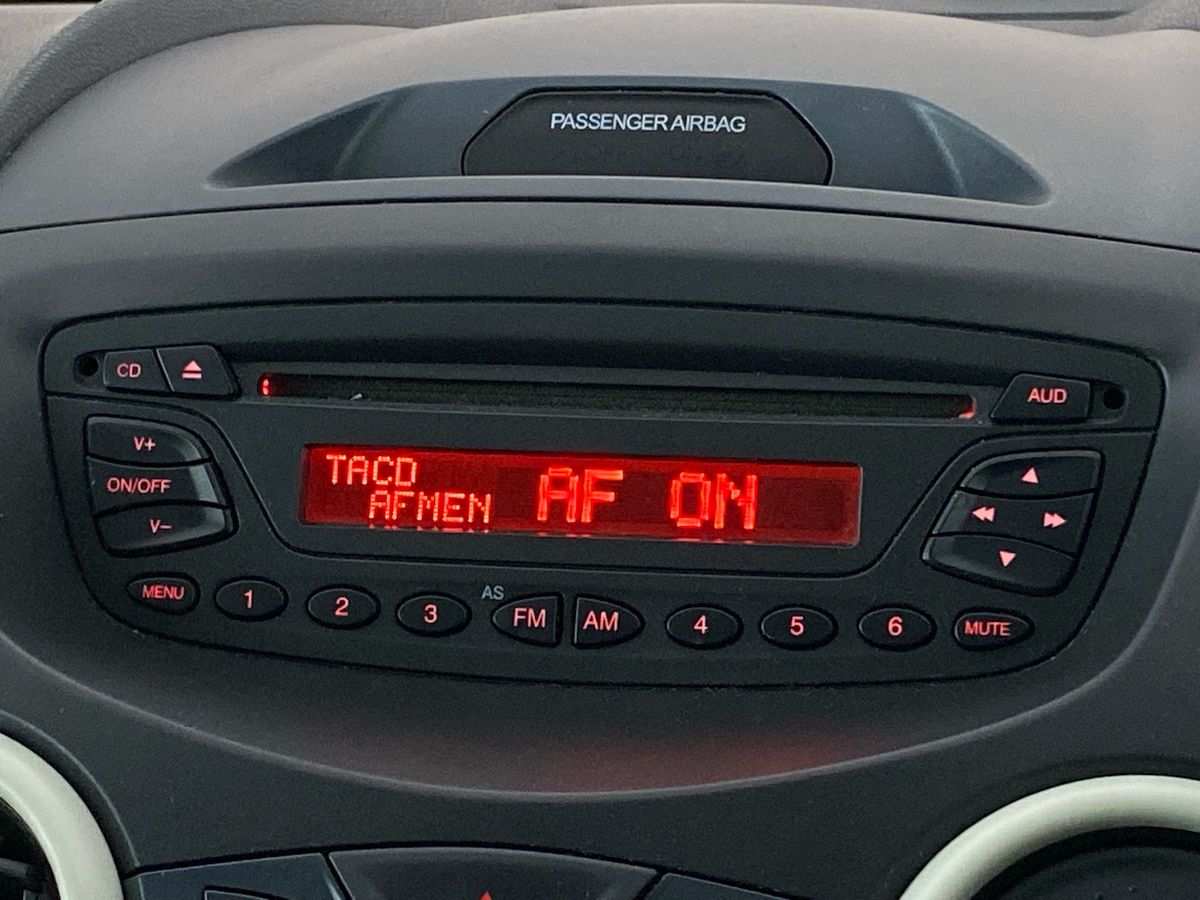 PASSENGER AIRBAG
CD
AUD
V+
ON/OFF
V–
TACD
AFMEN
AF ON
MENU 1 2 3 AS FM AM 4 5 6 MUTE